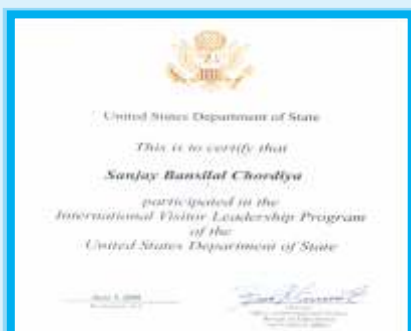 United States Department of State
This is to certify that
Sanjay Bansilal Chordiya
participated in the
International Visitor Leadership Program
of the
United States Department of State